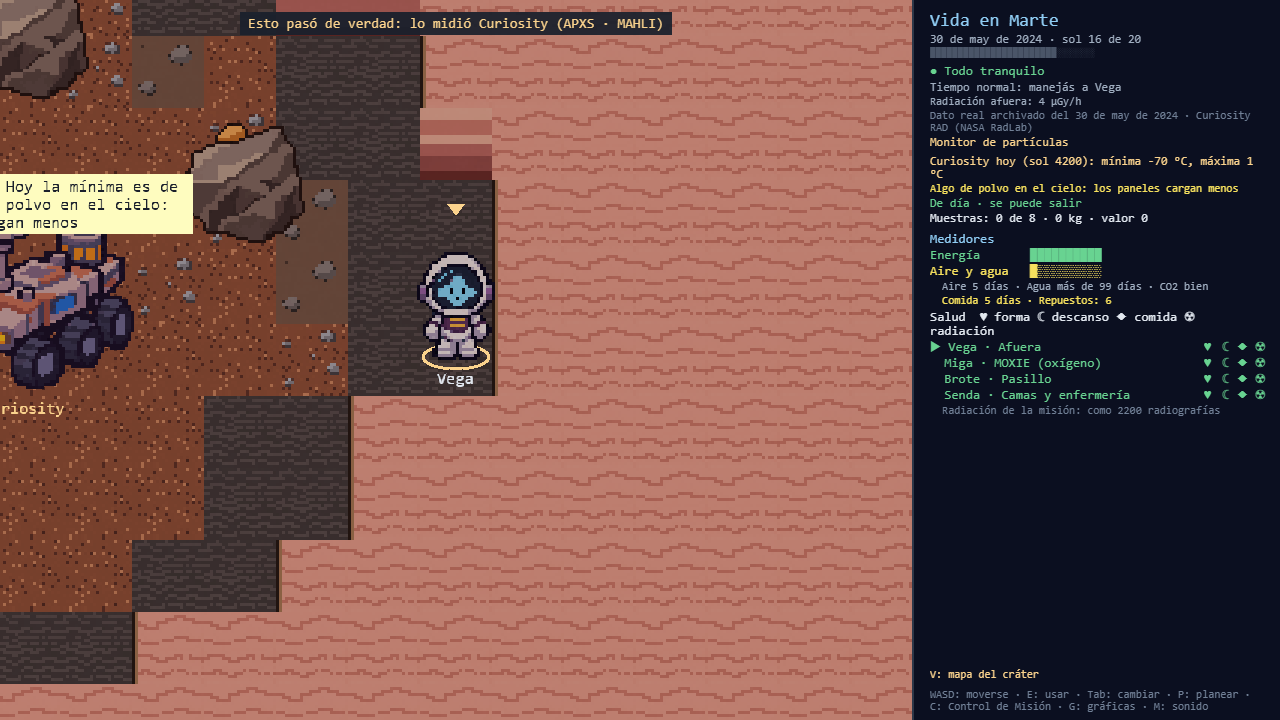 Esto pasó de verdad: lo midió Curiosity (APXS · MAHLI)
Hoy la mínima es de
polvo en el cielo:
gan menos
riosity
Vega
Vida en Marte
30 de may de 2024 · sol 16 de 20
● Todo tranquilo
Tiempo normal: manejás a Vega
Radiación afuera: 4 µGy/h
Dato real archivado del 30 de may de 2024 · Curiosity
RAD (NASA RadLab)
Monitor de partículas
Curiosity hoy (sol 4200): mínima -70 °C, máxima 1
°C
Algo de polvo en el cielo: los paneles cargan menos
De día · se puede salir
Muestras: 0 de 8 · 0 kg · valor 0
Medidores
Energía
Aire y agua
Aire 5 días · Agua más de 99 días · CO2 bien
Comida 5 días · Repuestos: 6
Salud ♥ forma ☾ descanso ◆ comida ☢
radiación
▶ Vega · Afuera ♥ ☾ ◆ ☢
Miga · MOXIE (oxígeno) ♥ ☾ ◆ ☢
Brote · Pasillo ♥ ☾ ◆ ☢
Senda · Camas y enfermería ♥ ☾ ◆ ☢
Radiación de la misión: como 2200 radiografías
V: mapa del cráter
WASD: moverse · E: usar · Tab: cambiar · P: planear ·
C: Control de Misión · G: gráficas · M: sonido